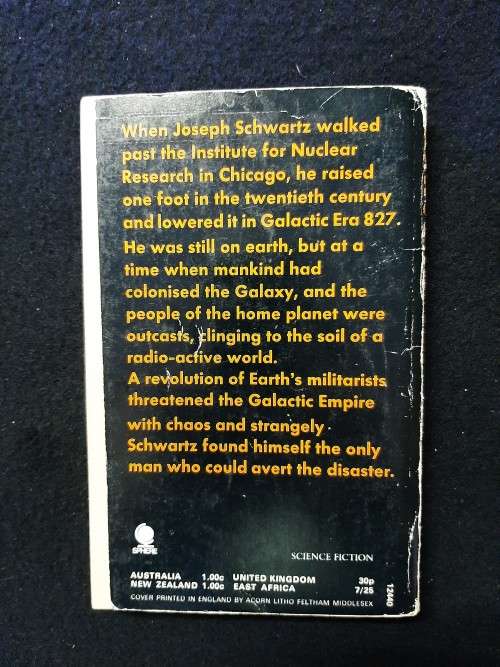 When Joseph Schwartz walked
past the Institute for Nuclear
Research in Chicago, he raised
one foot in the twentieth century
and lowered it in Galactic Era 827.
He was still on earth, but at a
time when mankind had
colonised the Galaxy, and the
people of the home planet were
outcasts, clinging to the soil of a
radio-active world.
A revolution of Earth's militarists
threatened the Galactic Empire
with chaos and strangely
Schwartz found himself the only
man who could avert the disaster.
SPHERE
SCIENCE FICTION
AUSTRALIA 1.00c UNITED KINGDOM 30p
NEW ZEALAND 1.00c EAST AFRICA 7/25
COVER PRINTED IN ENGLAND BY ACORN LITHO FELTHAM MIDDLESEX
12440